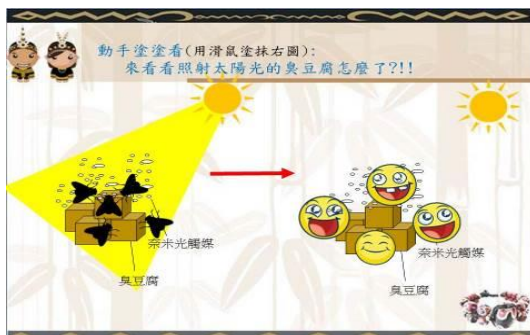 動手塗塗看(用滑鼠塗抹右圖):
來看看照射太陽光的臭豆腐怎麼了?!!
奈米光觸媒
臭豆腐
奈米光觸媒
臭豆腐